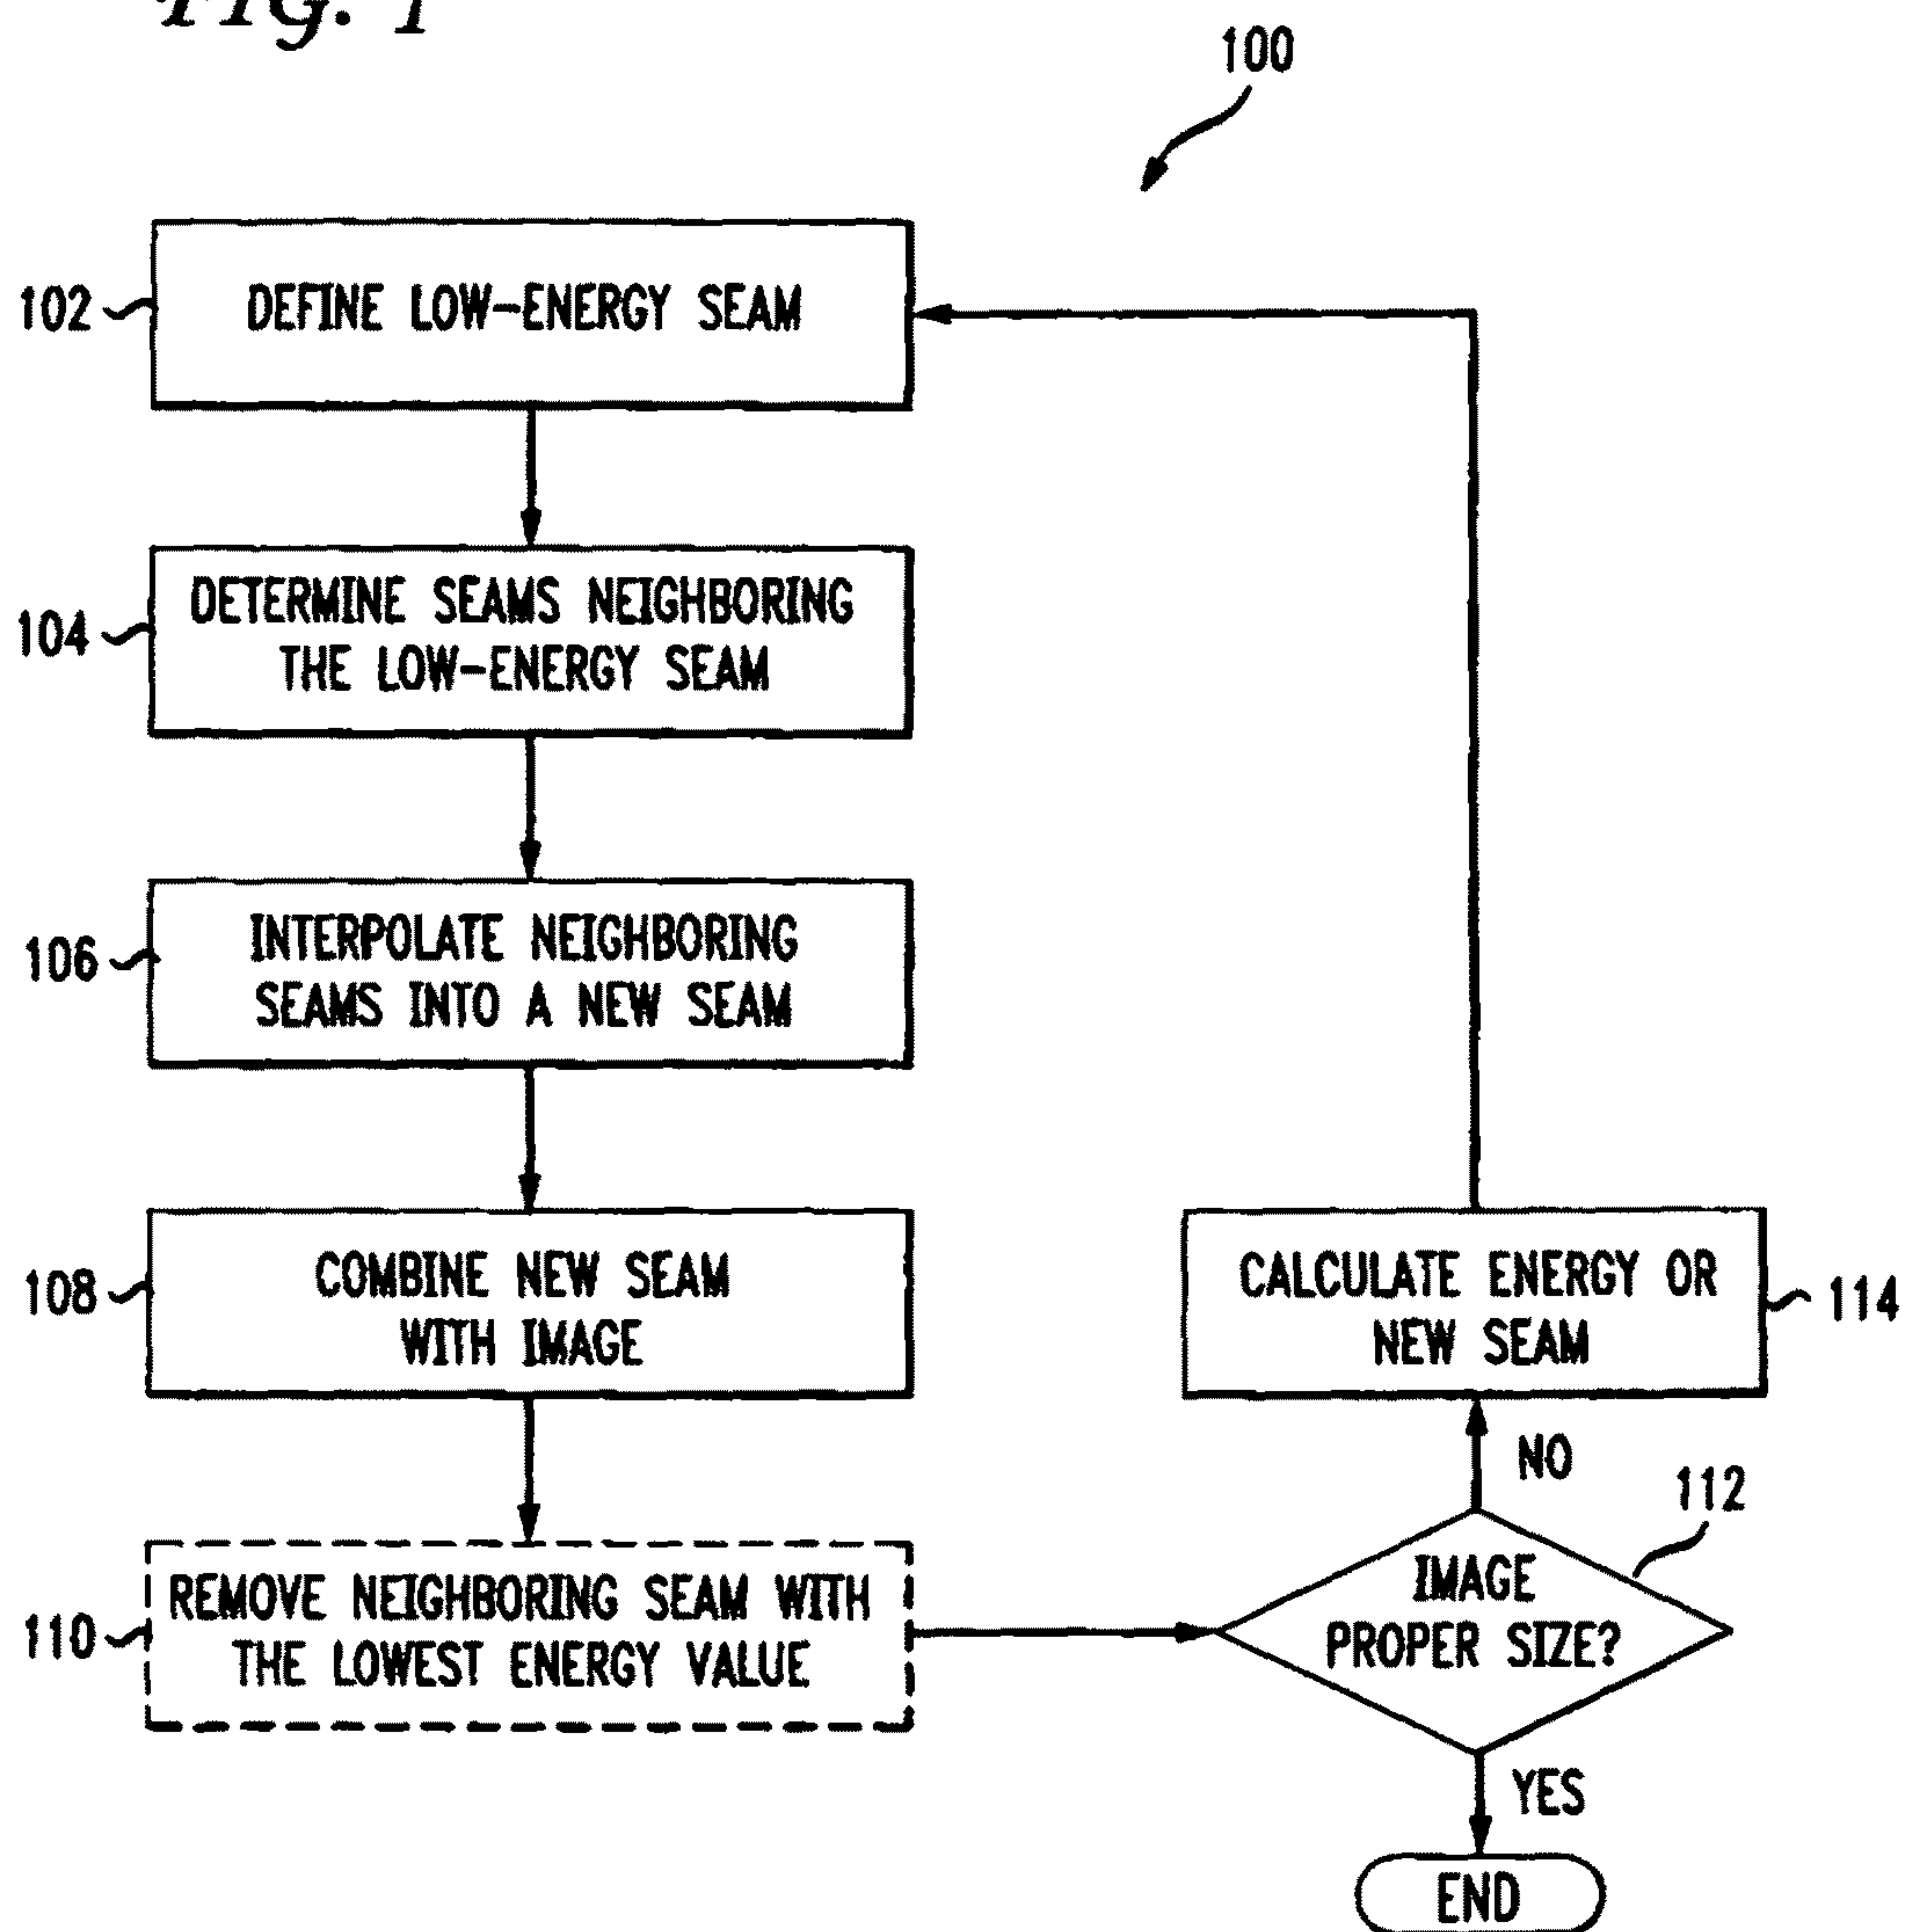 FIG. 1
100
102
DEFINE LOW-ENERGY SEAM
104
DETERMINE SEAMS NEIGHBORING
THE LOW-ENERGY SEAM
106
INTERPOLATE NEIGHBORING
SEAMS INTO A NEW SEAM
108
COMBINE NEW SEAM
WITH IMAGE
110
REMOVE NEIGHBORING SEAM WITH
THE LOWEST ENERGY VALUE
CALCULATE ENERGY OR
NEW SEAM
114
NO
112
IMAGE
PROPER SIZE?
YES
END